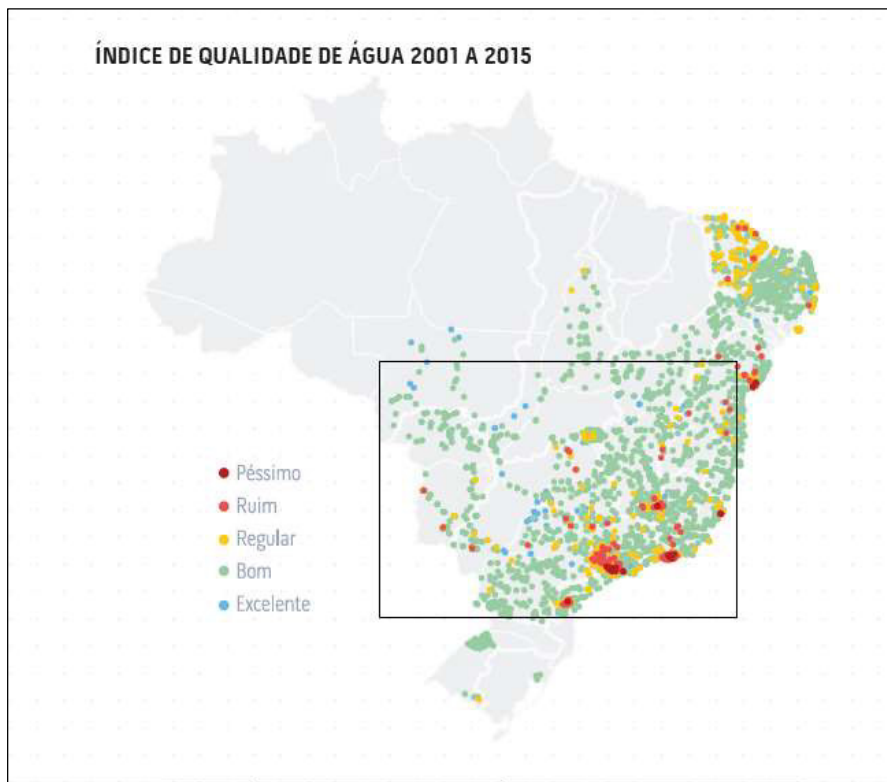 ÍNDICE DE QUALIDADE DE ÁGUA 2001 A 2015
Péssimo
Ruim
Regular
Bom
Excelente